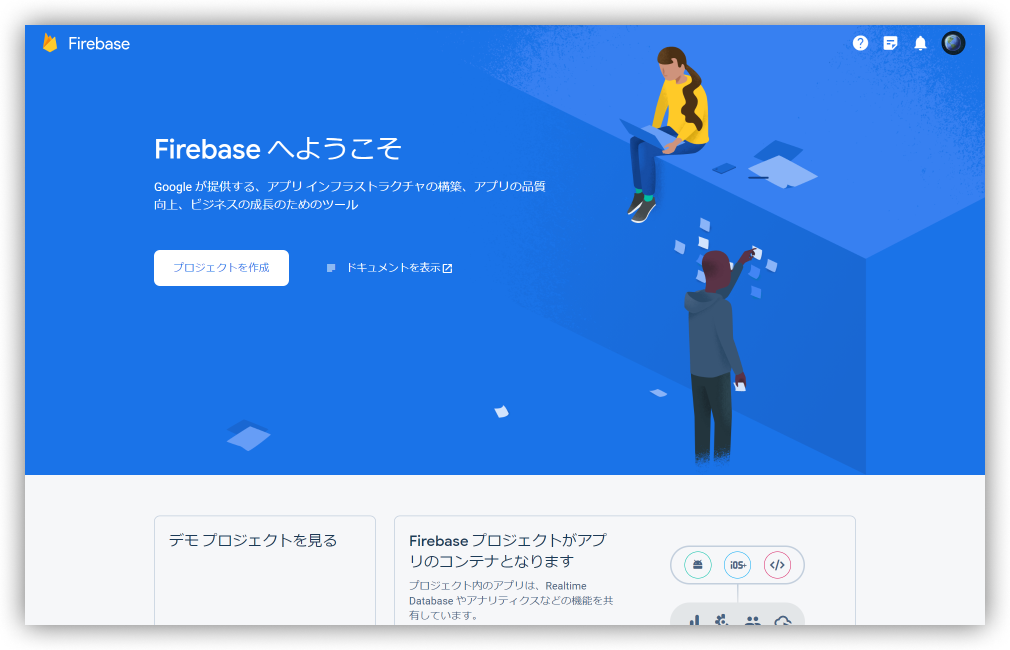 Firebase
Firebase へようこそ
Google が提供する、アプリ インフラストラクチャの構築、アプリの品質
向上、ビジネスの成長のためのツール
プロジェクトを作成
ドキュメントを表示
デモ プロジェクトを見る
Firebase プロジェクトがアプ
リのコンテナとなります
プロジェクト内のアプリは、Realtime
Database やアナリティクスなどの機能を共
有しています。
iOS+